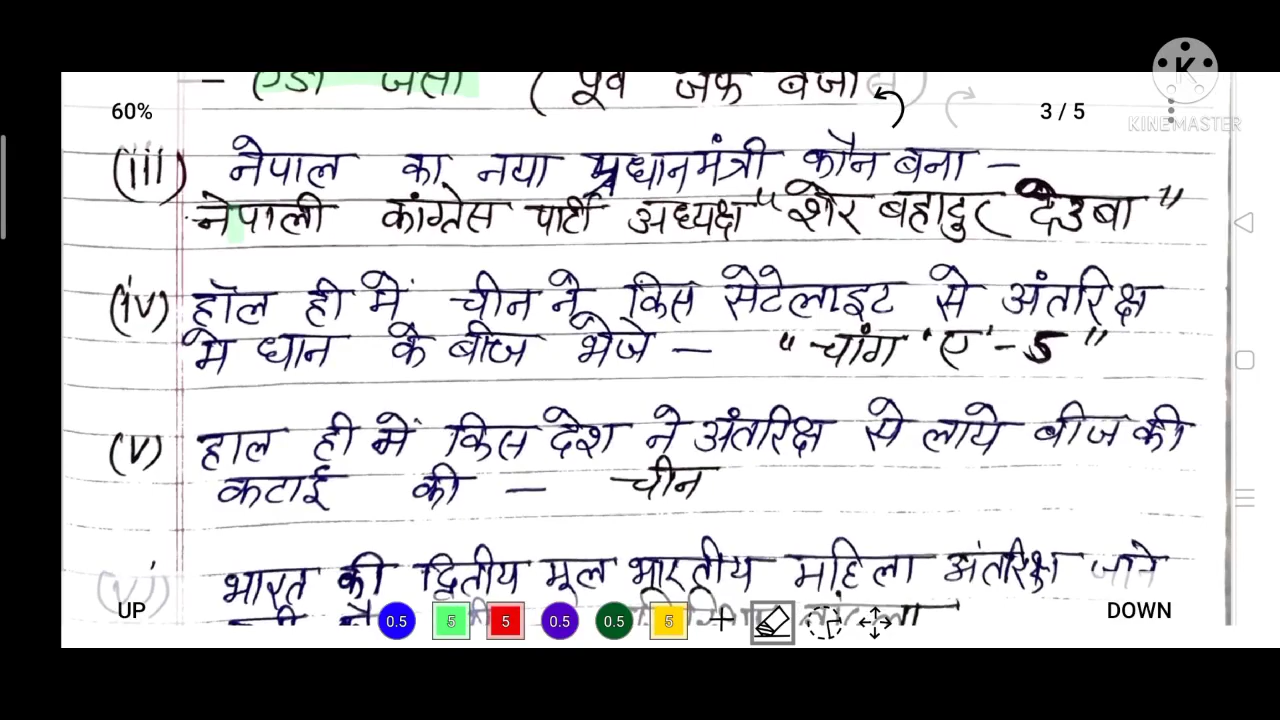 (पूर्व
60% 3 / 5
KINEMASTER
(iii) नेपाल का नया प्रधानमंत्री कौन बना -
नेपाली कांग्रेस पार्टी अध्यक्ष "शेर बहादुर देउबा"
(iv) हॉल ही में चीन ने किस सेटेलाइट से अंतरिक्ष
मे धान के बीज भेजे - "चांग 'ए' - 5"
(v) हाल ही में किस देश ने अंतरिक्ष से लाये बीज की
कटाई की - चीन
भारत की द्वितीय मूल भारतीय महिला अंतरिक्ष जाने
UP 0.5 5 5 0.5 0.5 5 DOWN